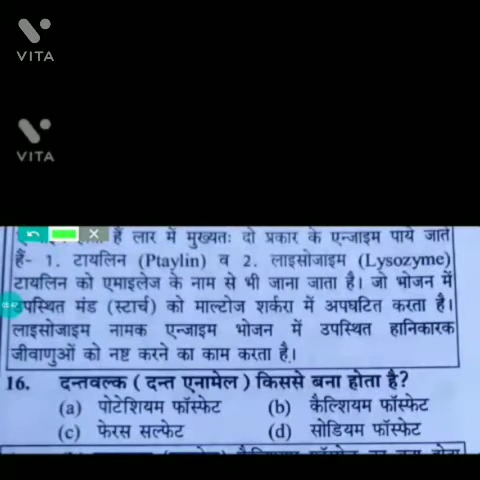 VITA
VITA
हैं लार में मुख्यतः दो प्रकार के एन्जाइम पाये जाते
हैं- 1. टायलिन (Ptaylin) व 2. लाइसोजाइम (Lysozyme)
टायलिन को एमाइलेज के नाम से भी जाना जाता है। जो भोजन में
उपस्थित मंड (स्टार्च) को माल्टोज शर्करा में अपघटित करता है।
लाइसोजाइम नामक एन्जाइम भोजन में उपस्थित हानिकारक
जीवाणुओं को नष्ट करने का काम करता है।
16. दन्तवल्क (दन्त एनामेल) किससे बना होता है?
(a) पोटेशियम फॉस्फेट (b) कैल्शियम फॉस्फेट
(c) फेरस सल्फेट (d) सोडियम फॉस्फेट